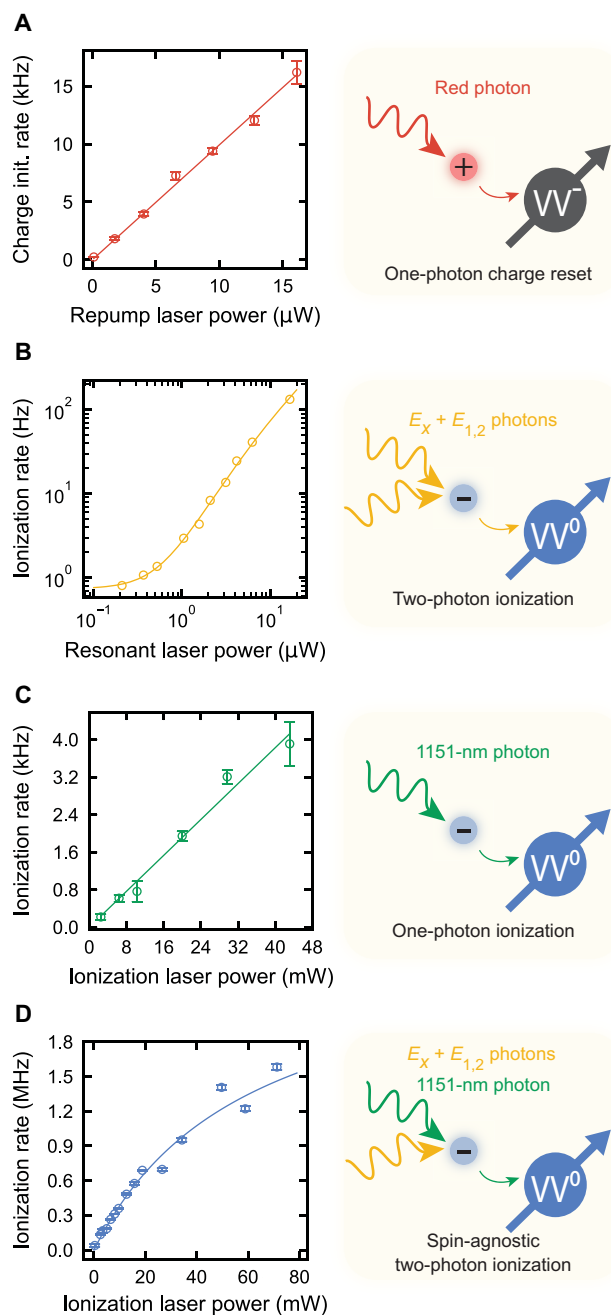 A
Charge init. rate (kHz)
15
10
5
0
0 5 10 15
Repump laser power (µW)
Red photon
+
VV⁻
One-photon charge reset
B
Ionization rate (Hz)
10²
10¹
10⁰
10⁻¹ 10⁰ 10¹
Resonant laser power (µW)
Eₓ + E₁,₂ photons
-
VV⁰
Two-photon ionization
C
Ionization rate (kHz)
4.0
3.2
2.4
1.6
0.8
0.0
0 8 16 24 32 40 48
Ionization laser power (mW)
1151-nm photon
-
VV⁰
One-photon ionization
D
Ionization rate (MHz)
1.8
1.5
1.2
0.9
0.6
0.3
0.0
0 20 40 60 80
Ionization laser power (mW)
Eₓ + E₁,₂ photons
1151-nm photon
-
VV⁰
Spin-agnostic
two-photon ionization